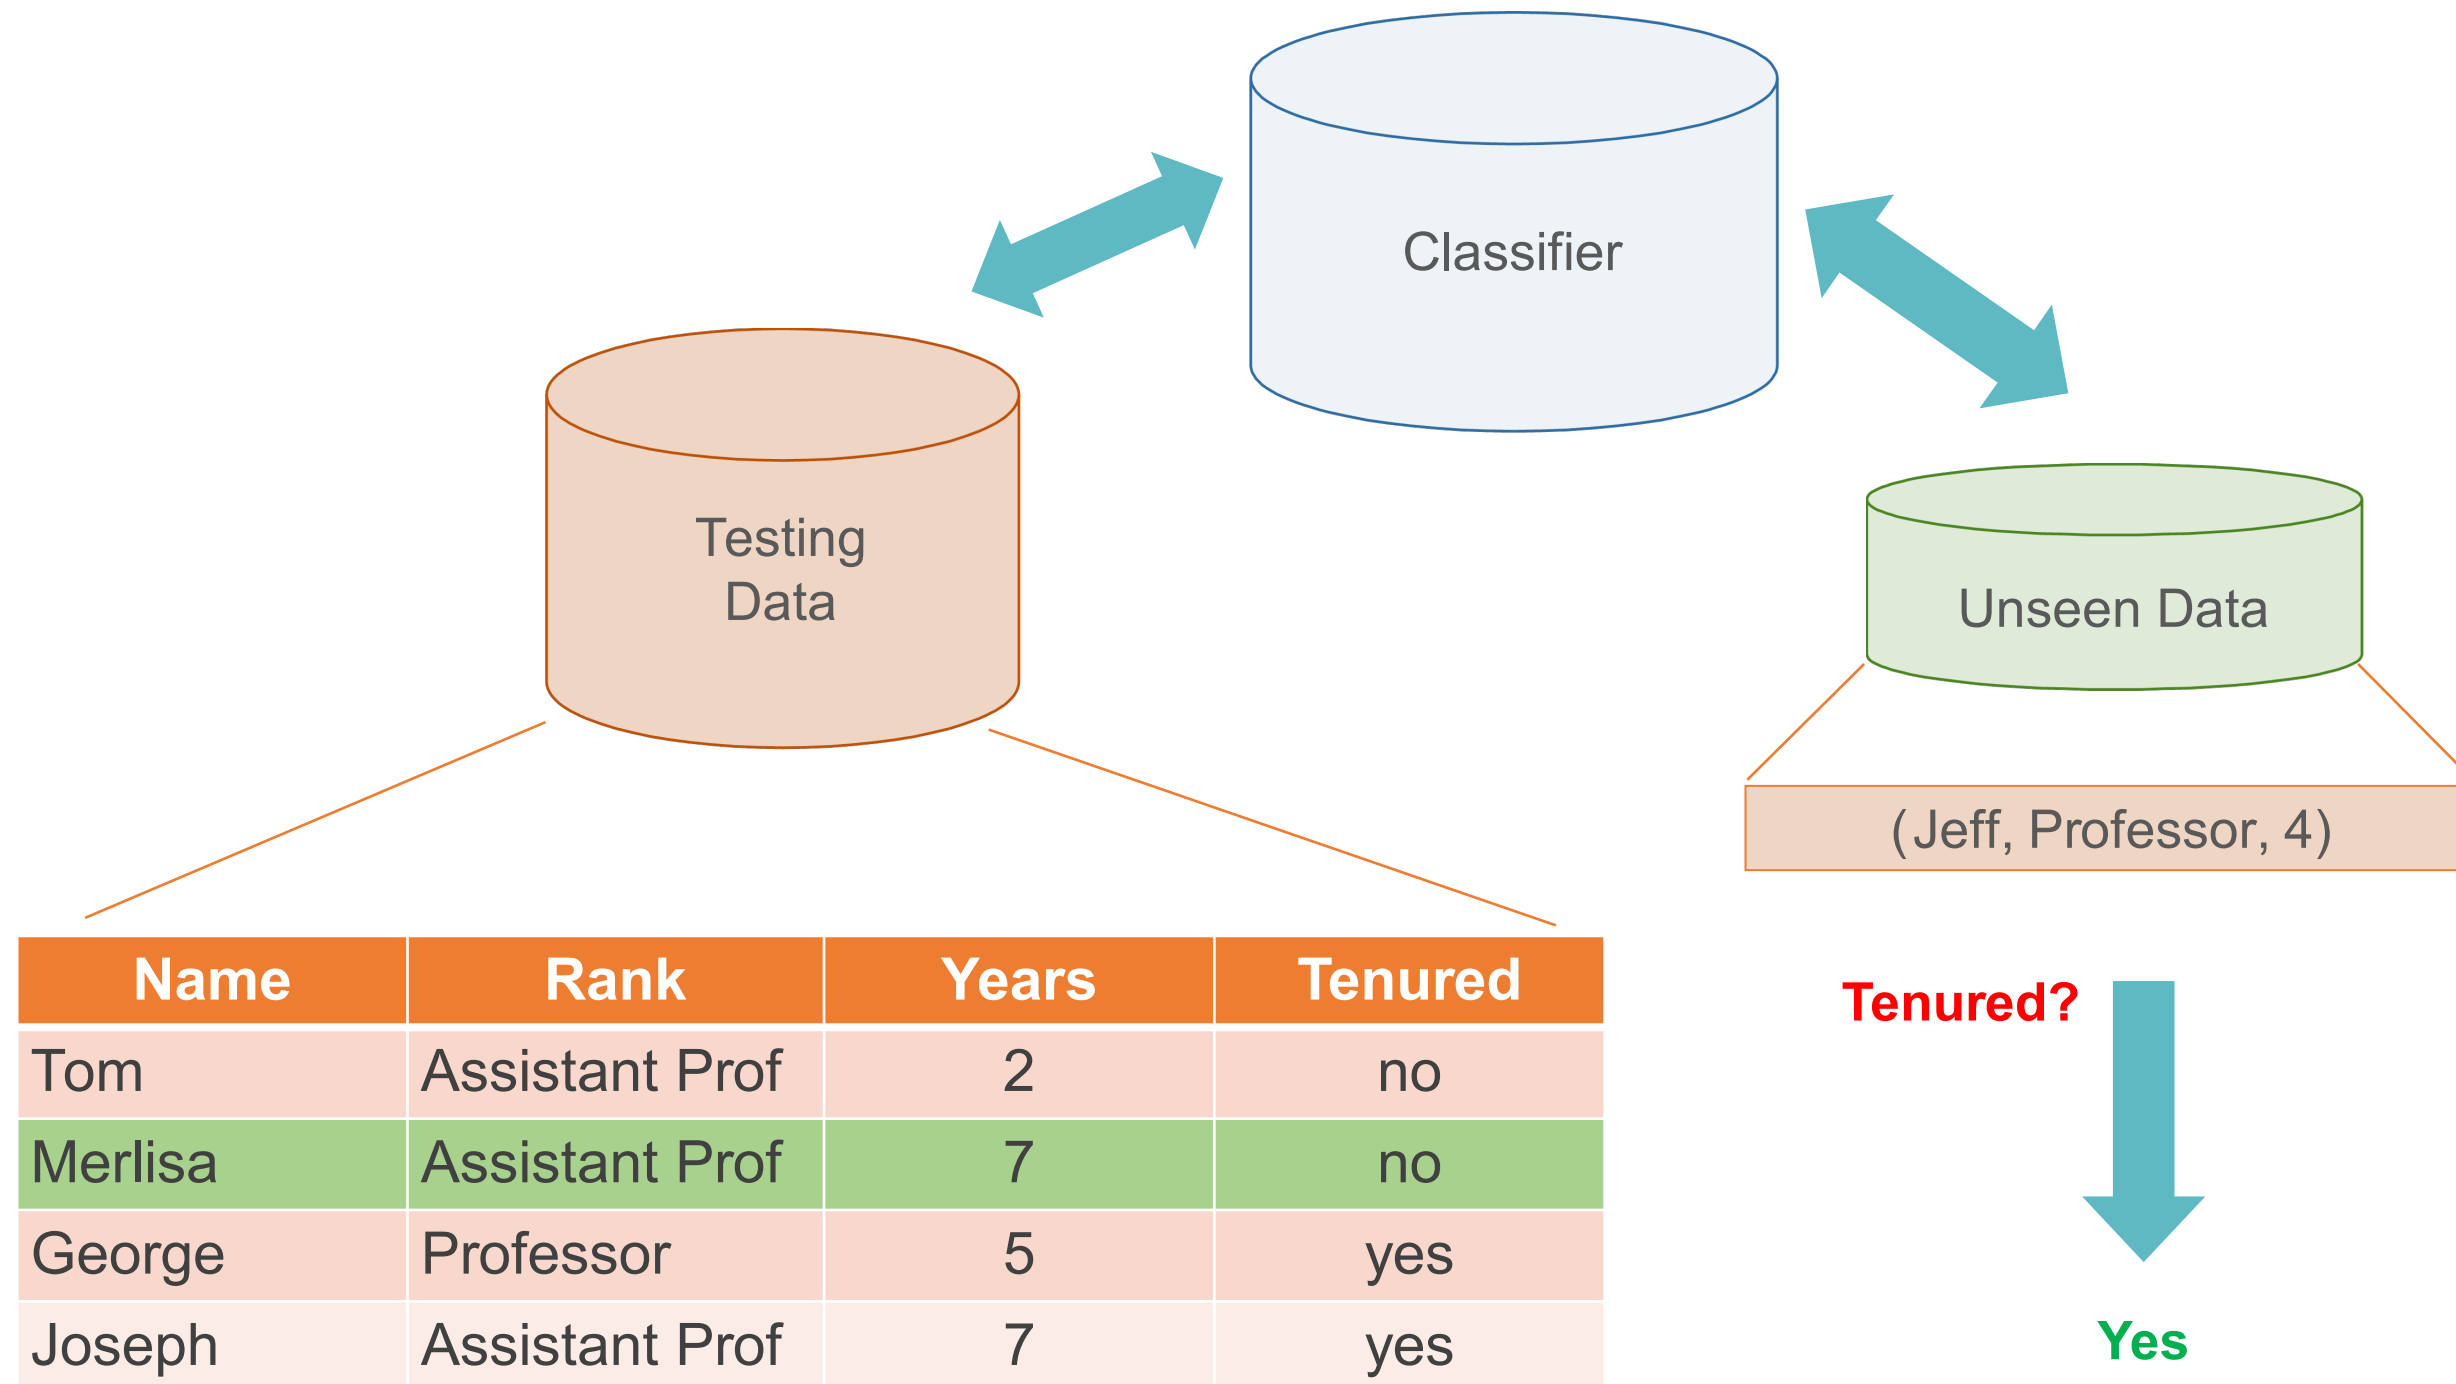 Classifier
Testing
Data
Unseen Data
(Jeff, Professor, 4)
Name Rank Years Tenured
Tom Assistant Prof 2 no
Merlisa Assistant Prof 7 no
George Professor 5 yes
Joseph Assistant Prof 7 yes
Tenured?
Yes